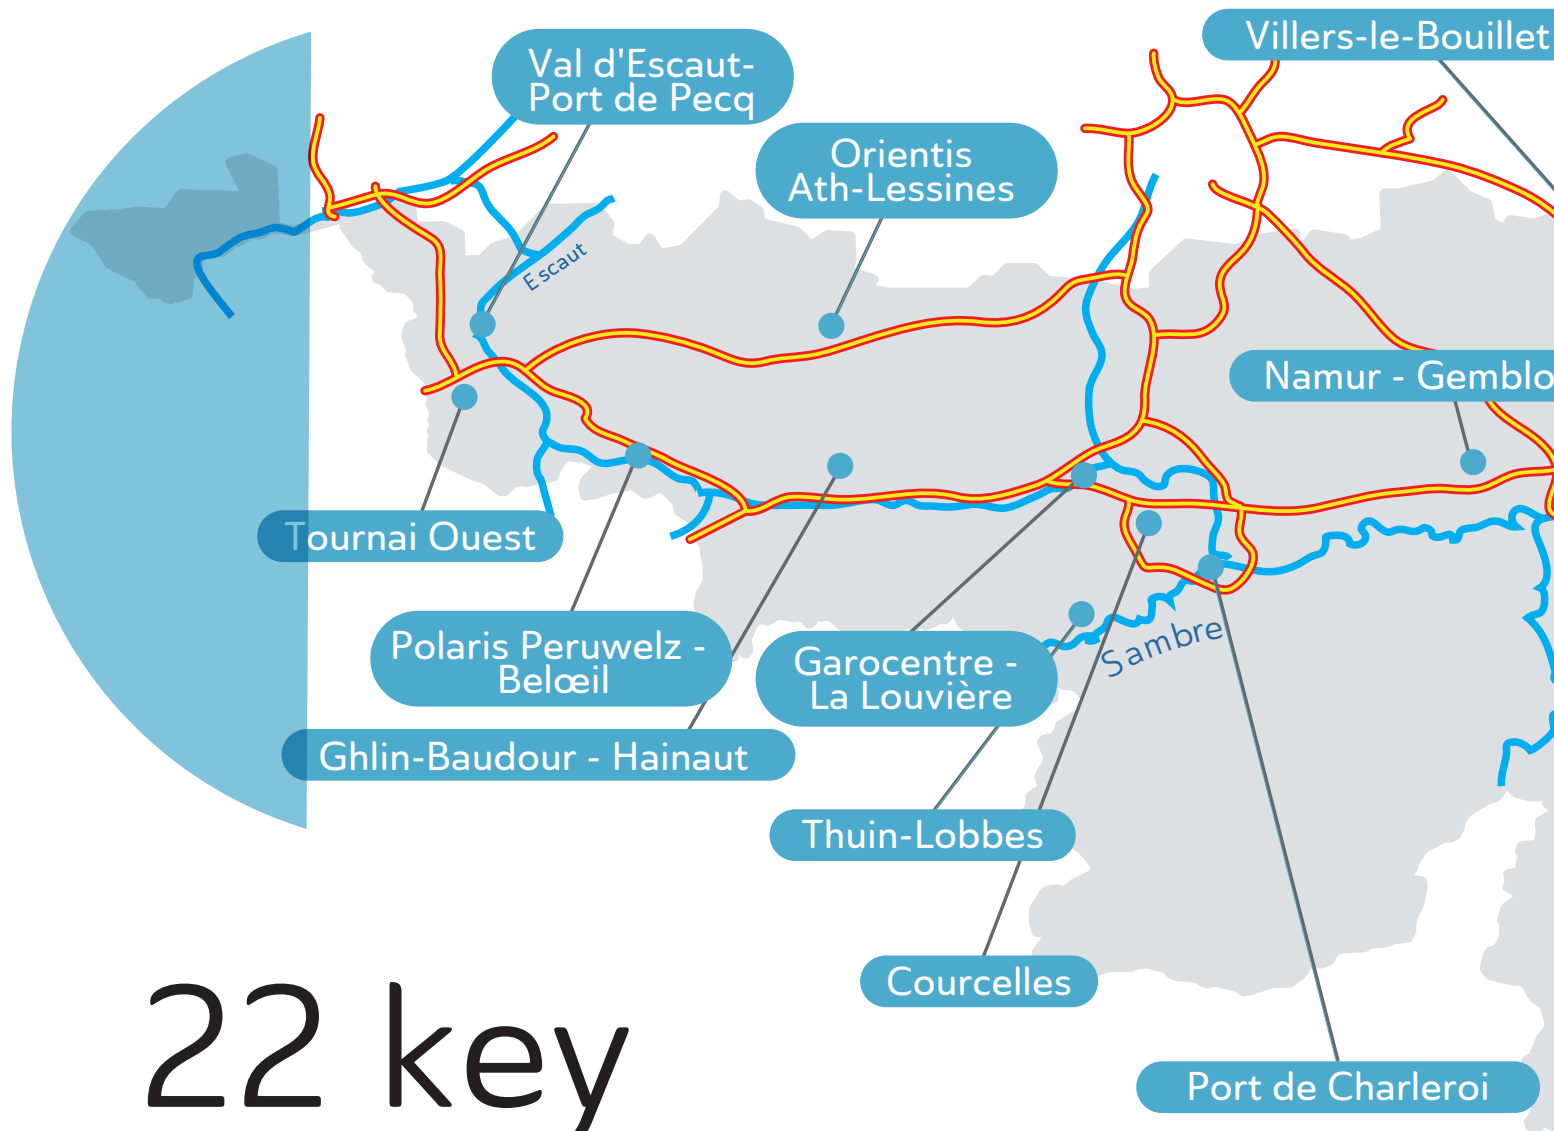 Villers-le-Bouillet
Val d'Escaut-
Port de Pecq
Orientis
Ath-Lessines
Escaut
Namur - Gemblo
Tournai Ouest
Polaris Peruwelz -
Belœil
Garocentre -
La Louvière
Sambre
Ghlin-Baudour - Hainaut
Thuin-Lobbes
Courcelles
22 key
Port de Charleroi